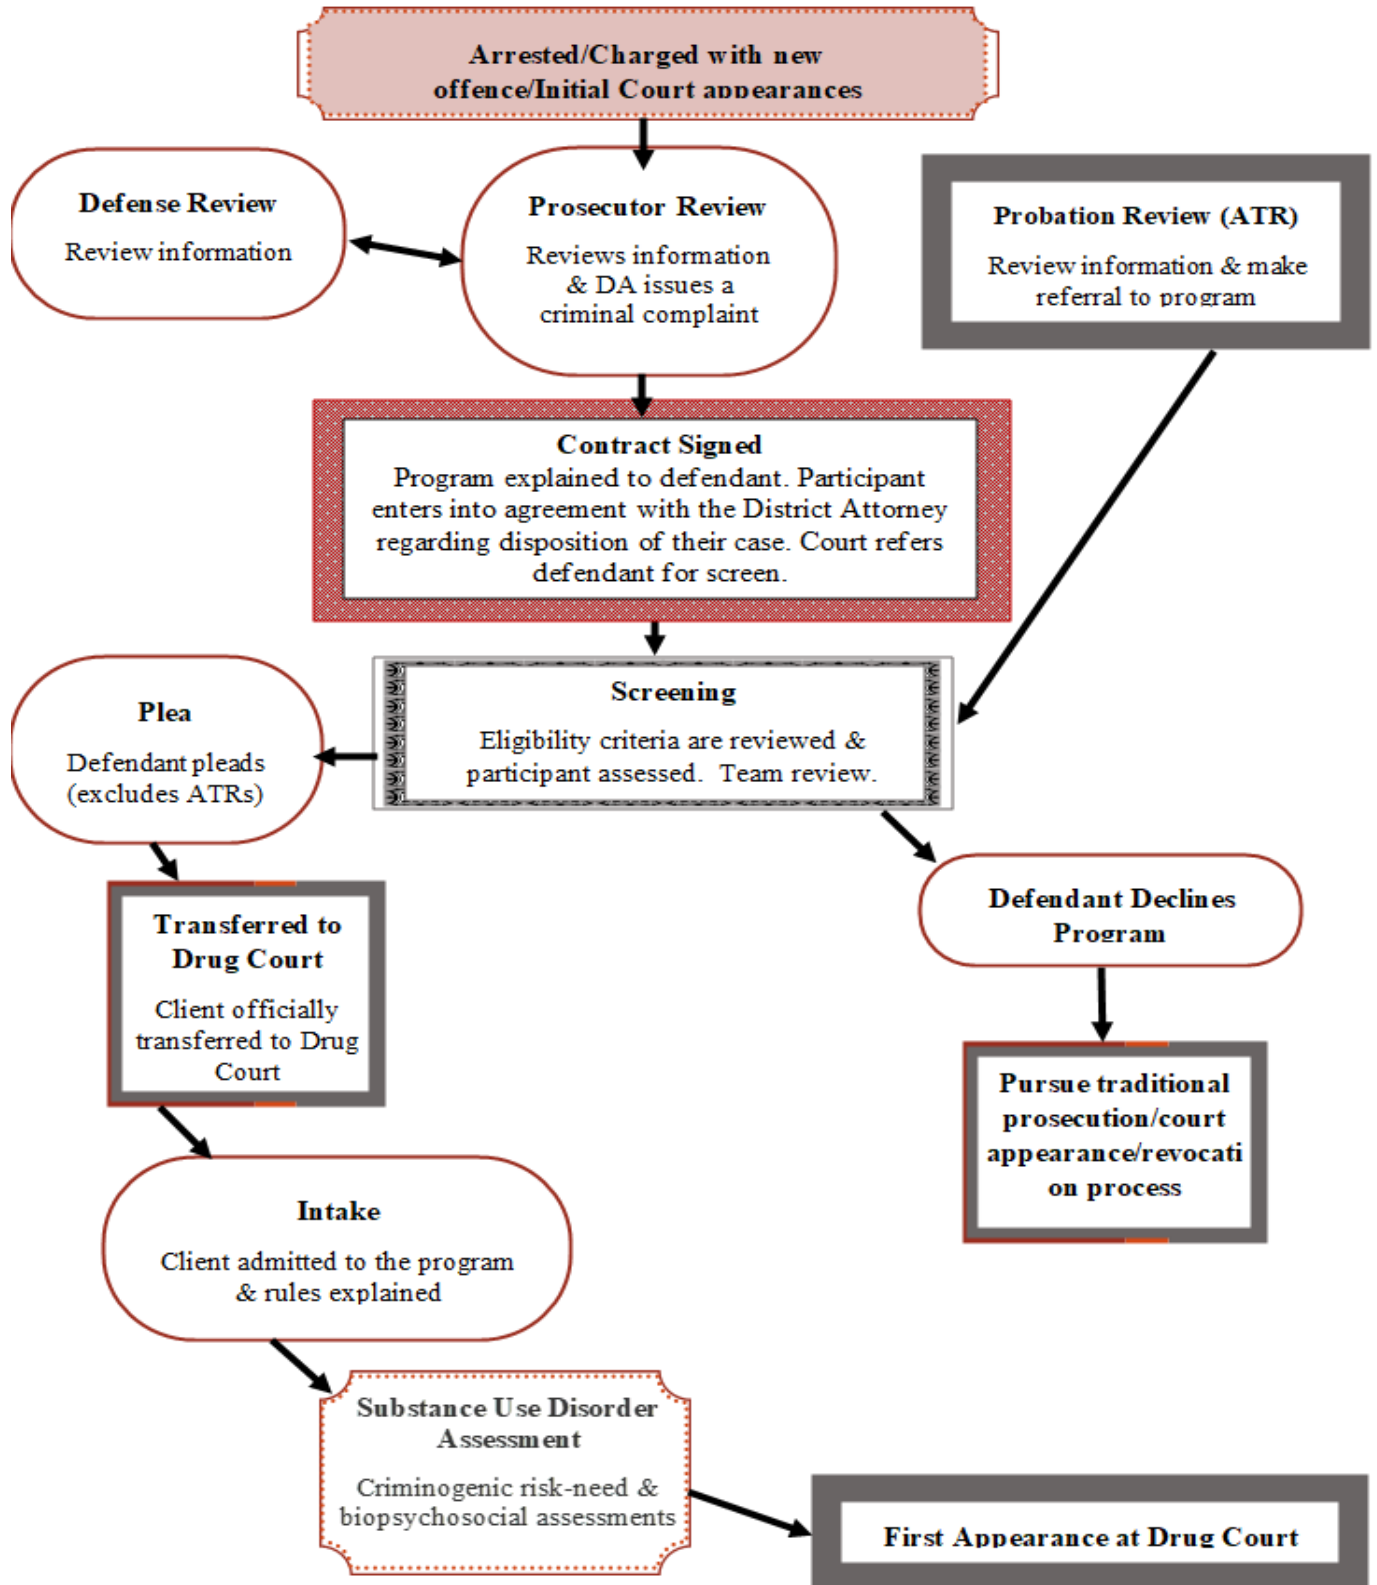 Arrested/Charged with new
offence/Initial Court appearances
Defense Review
Review information
Prosecutor Review
Reviews information
& DA issues a
criminal complaint
Probation Review (ATR)
Review information & make
referral to program
Contract Signed
Program explained to defendant. Participant
enters into agreement with the District Attorney
regarding disposition of their case. Court refers
defendant for screen.
Screening
Eligibility criteria are reviewed &
participant assessed. Team review.
Plea
Defendant pleads
(excludes ATRs)
Transferred to
Drug Court
Client officially
transferred to Drug
Court
Defendant Declines
Program
Pursue traditional
prosecution/court
appearance/revocati
on process
Intake
Client admitted to the program
& rules explained
Substance Use Disorder
Assessment
Criminogenic risk-need &
biopsychosocial assessments
First Appearance at Drug Court